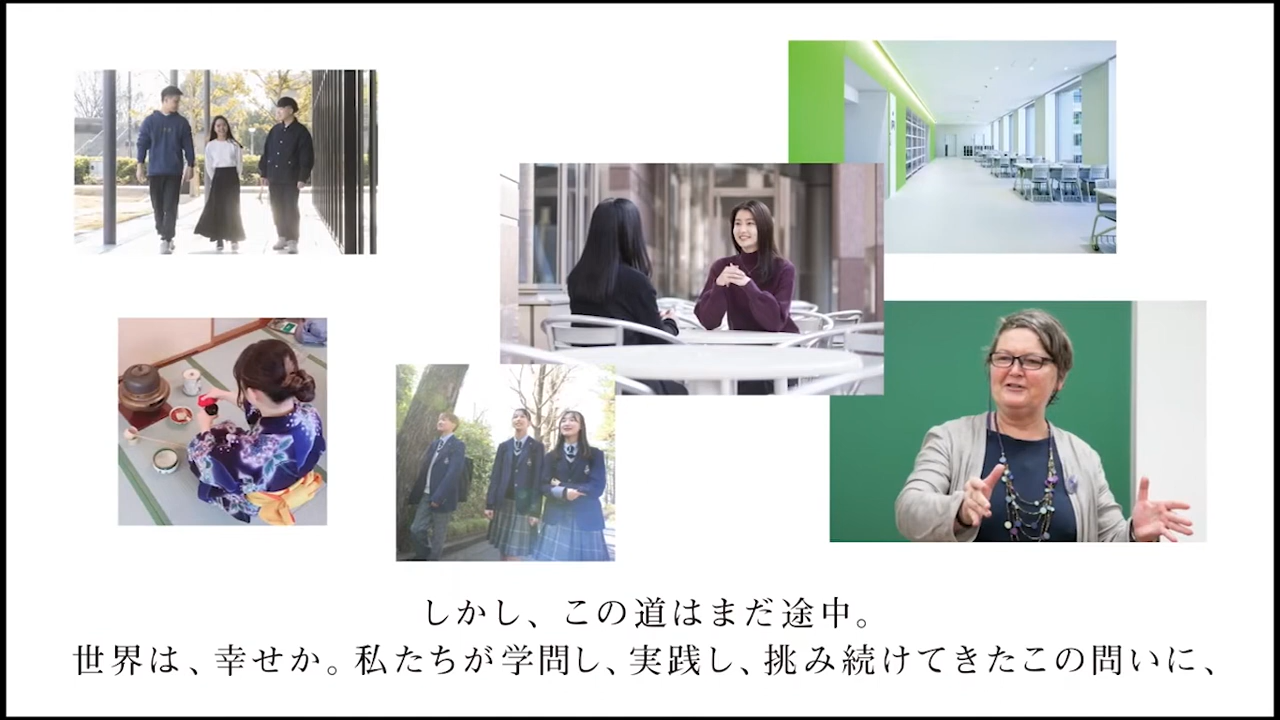 しかし、この道はまだ途中。
世界は、幸せか。私たちが学問し、実践し、挑み続けてきたこの問いに、